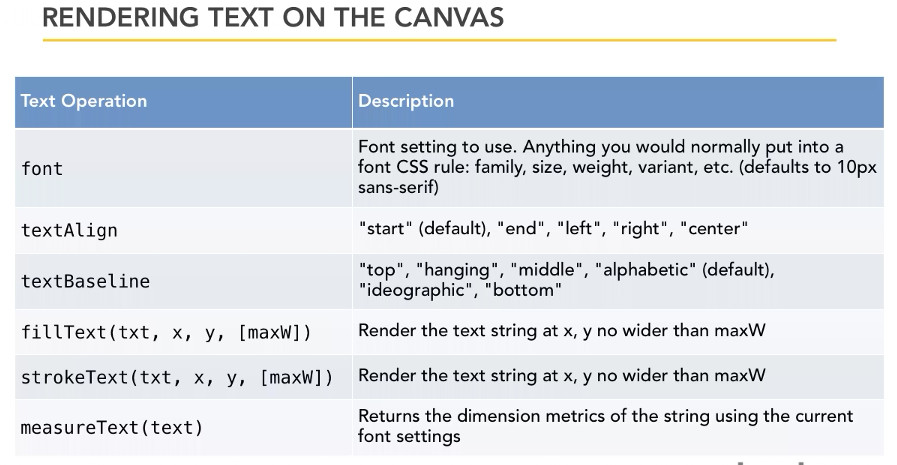 RENDERING TEXT ON THE CANVAS
Text Operation
Description
font
Font setting to use. Anything you would normally put into a
font CSS rule: family, size, weight, variant, etc. (defaults to 10px
sans-serif)
textAlign
"start" (default), "end", "left", "right", "center"
textBaseline
"top", "hanging", "middle", "alphabetic" (default),
"ideographic", "bottom"
fillText(txt, x, y, [maxW])
Render the text string at x, y no wider than maxW
strokeText(txt, x, y, [maxW])
Render the text string at x, y no wider than maxW
measureText(text)
Returns the dimension metrics of the string using the current
font settings